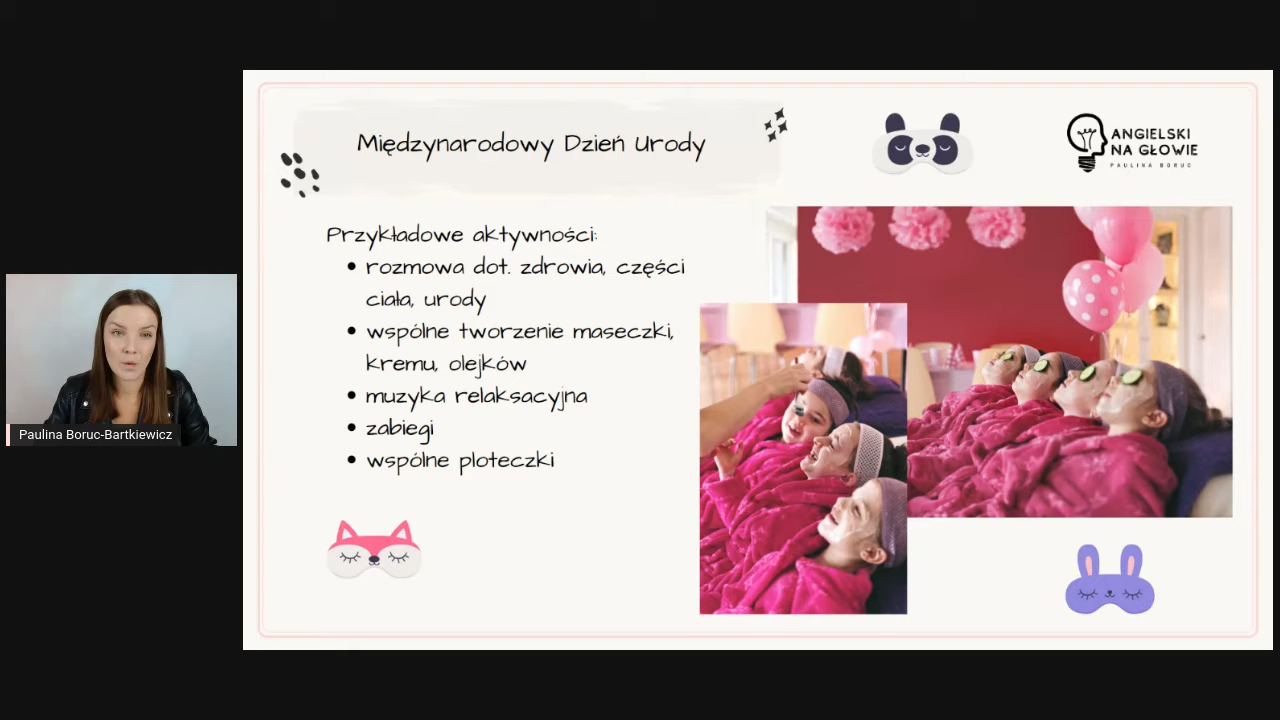 Międzynarodowy Dzień Urody
ANGIELSKI
NA GŁOWIE
PAULINA BORUC
Przykładowe aktywności:
• rozmowa dot. zdrowia, części
ciała, urody
• wspólne tworzenie maseczki,
kremu, olejków
• muzyka relaksacyjna
• zabiegi
• wspólne ploteczki
Paulina Boruc-Bartkiewicz